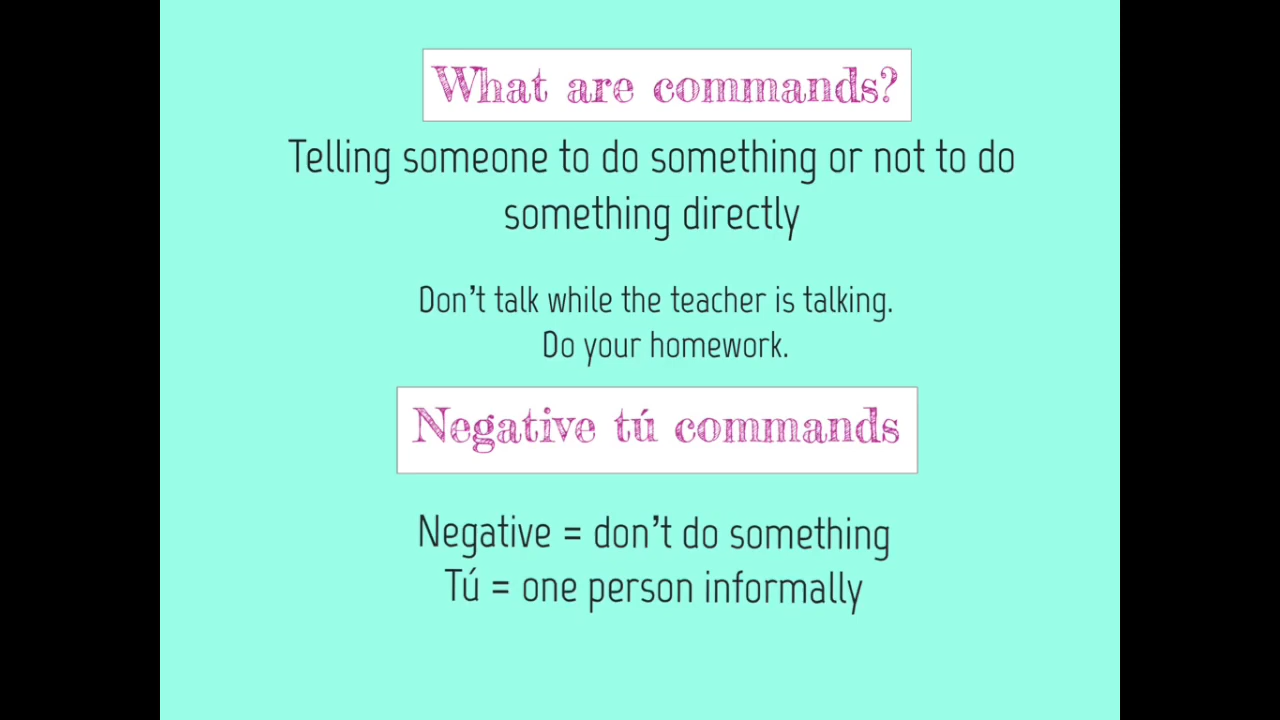 What are commands?
Telling someone to do something or not to do
something directly
Don't talk while the teacher is talking.
Do your homework.
Negative tú commands
Negative = don't do something
Tú = one person informally